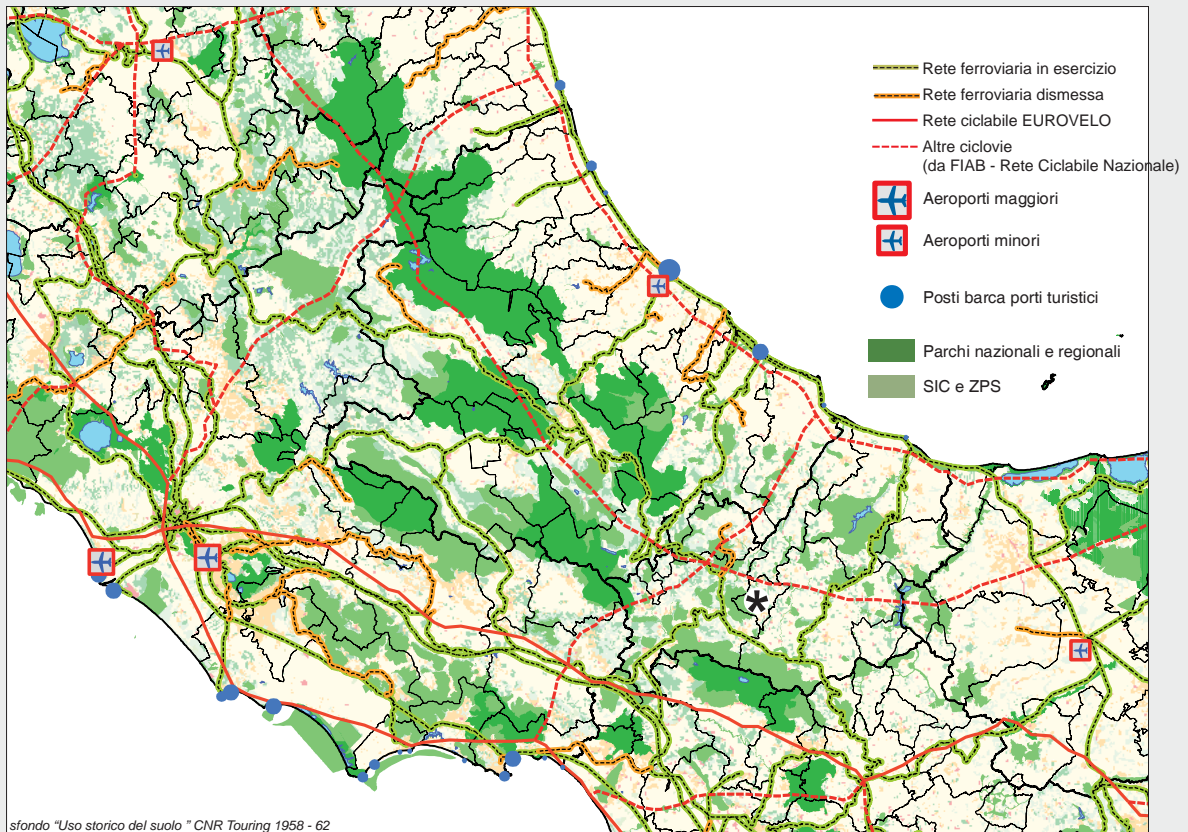 Rete ferroviaria in esercizio
Rete ferroviaria dismessa
Rete ciclabile EUROVELO
Altre ciclovie
(da FIAB - Rete Ciclabile Nazionale)
Aeroporti maggiori
Aeroporti minori
Posti barca porti turistici
Parchi nazionali e regionali
SIC e ZPS
*
sfondo “Uso storico del suolo ” CNR Touring 1958 - 62